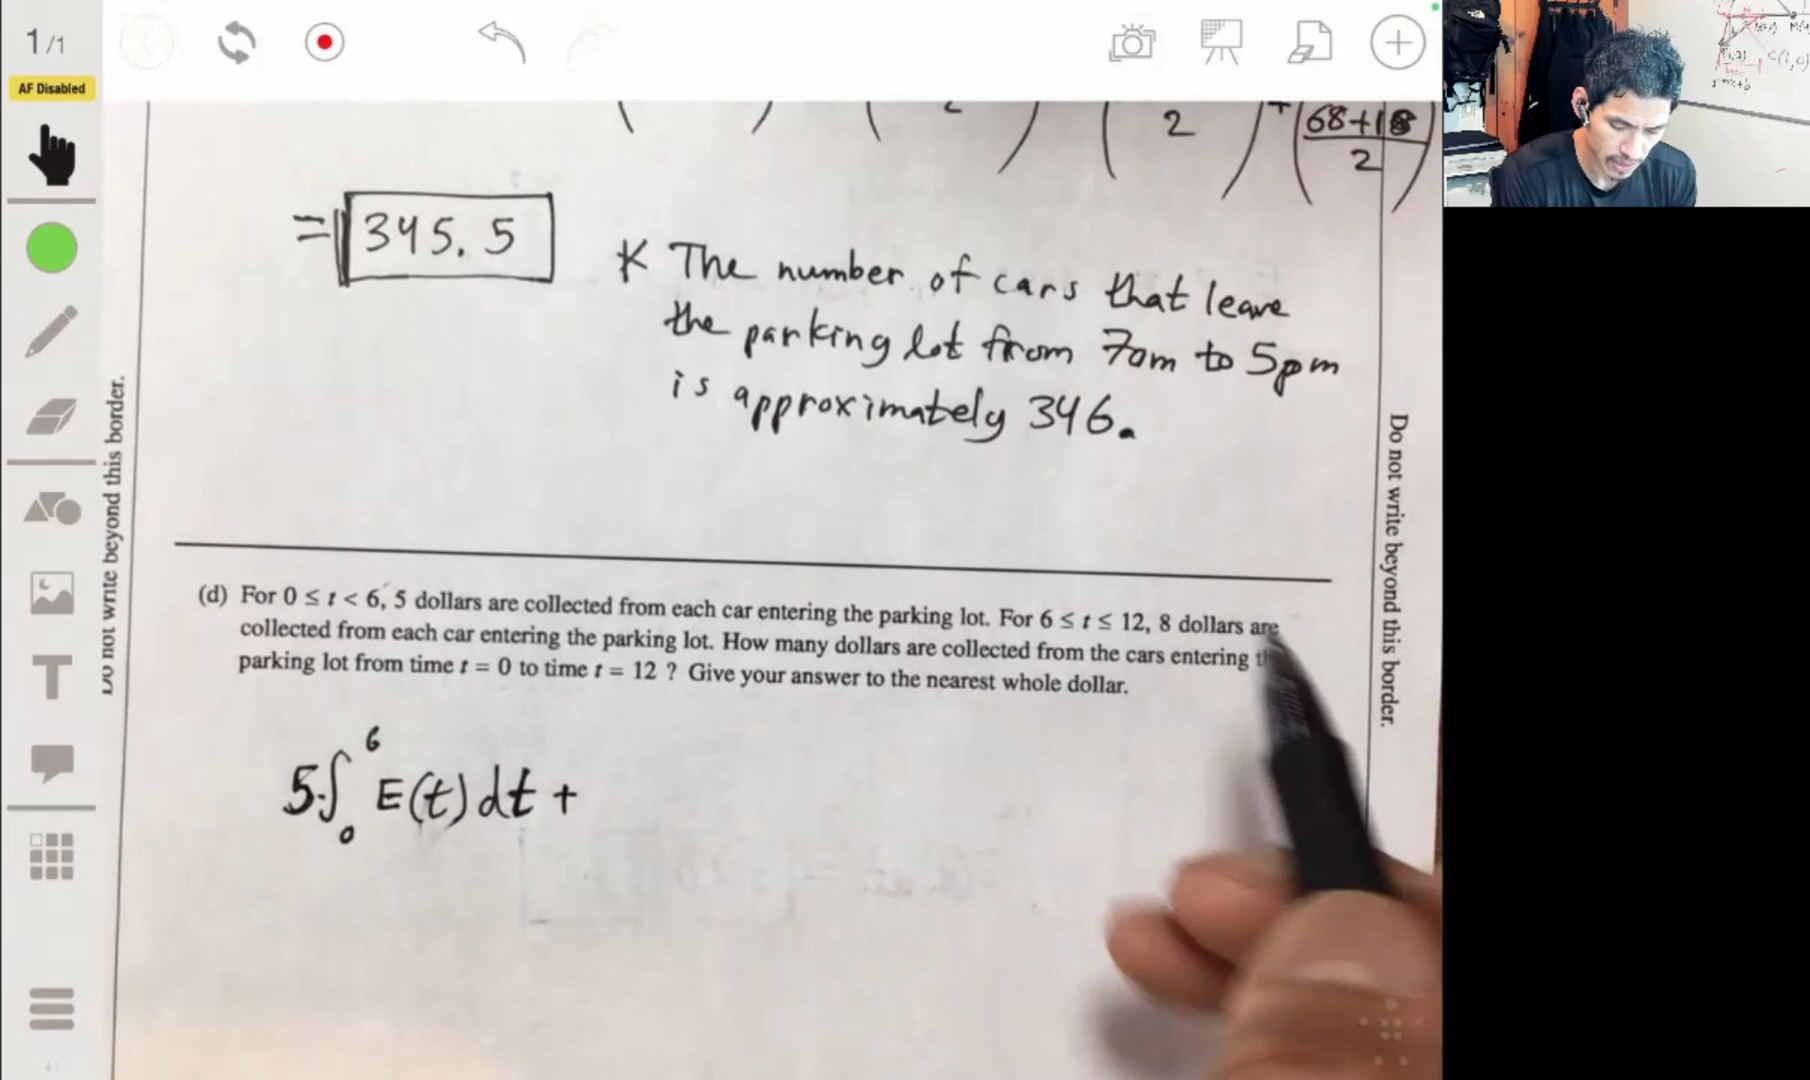 1/1
AF Disabled
2
+
68+18
2
= 345.5
* The number of cars that leave
the parking lot from 7am to 5pm
is approximately 346.
Do not write beyond this border.
Do not write beyond this border.
(d) For 0 ≤ t < 6, 5 dollars are collected from each car entering the parking lot. For 6 ≤ t ≤ 12, 8 dollars are
collected from each car entering the parking lot. How many dollars are collected from the cars entering
parking lot from time t = 0 to time t = 12 ? Give your answer to the nearest whole dollar.
5·∫₀⁶ E(t) dt +
T
C(1,0)